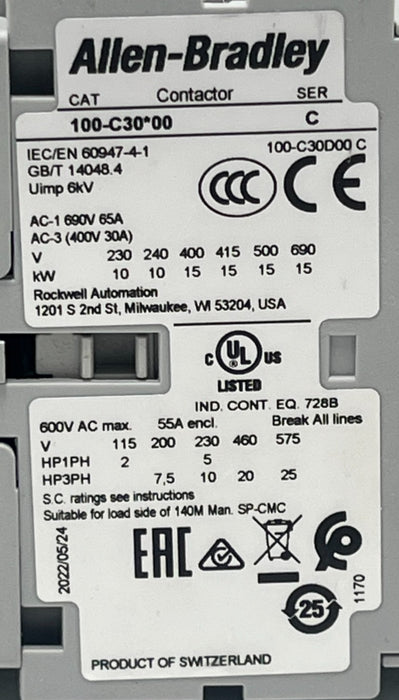 Allen-Bradley
CAT Contactor SER
100-C30*00 C
IEC/EN 60947-4-1 100-C30D00 C
GB/T 14048.4
Uimp 6kV
CCC CE
AC-1 690V 65A
AC-3 (400V 30A)
V 230 240 400 415 500 690
kW 10 10 15 15 15 15
Rockwell Automation
1201 S 2nd St, Milwaukee, WI 53204, USA
C UL US
LISTED
IND. CONT. EQ. 728B
600V AC max. 55A encl. Break All lines
V 115 200 230 460 575
HP1PH 2 5
HP3PH 7,5 10 20 25
S.C. ratings see instructions
Suitable for load side of 140M Man. SP-CMC
2022/05/24
EAC
1170
25
PRODUCT OF SWITZERLAND